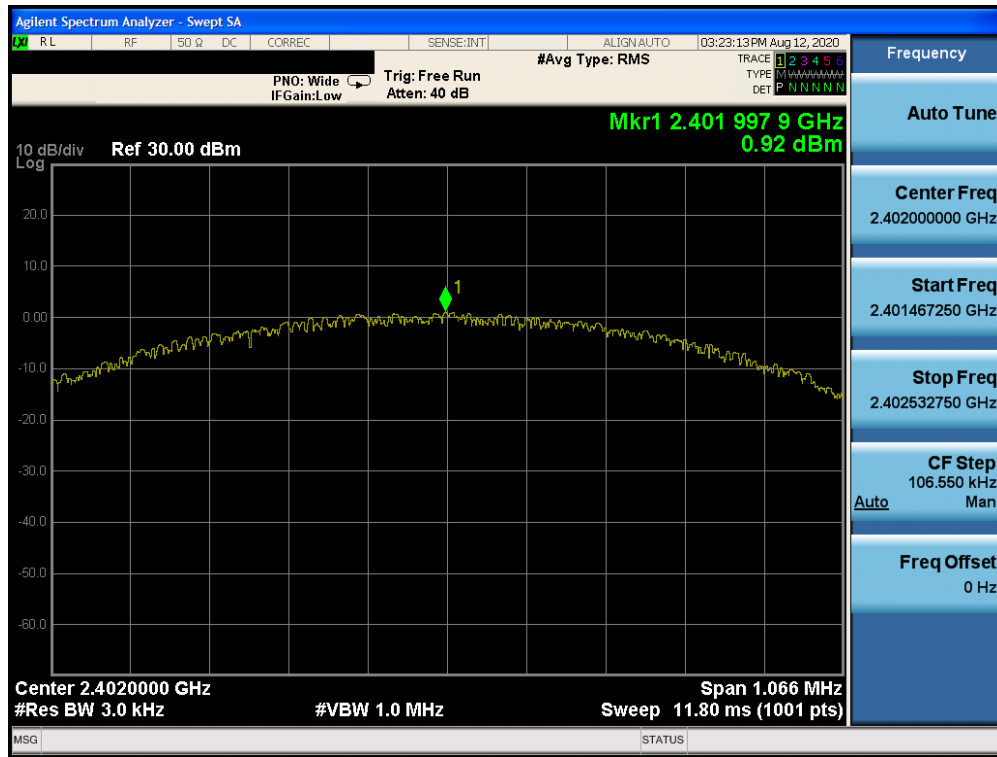 Agilent Spectrum Analyzer - Swept SA
LXI RL RF 50 Ω DC CORREC SENSE:INT ALIGN AUTO 03:23:13 PM Aug 12, 2020
#Avg Type: RMS TRACE 1 2 3 4 5 6
PNO: Wide Trig: Free Run TYPE M
IFGain:Low Atten: 40 dB DET P N N N N N
Mkr1 2.401 997 9 GHz
0.92 dBm
10 dB/div Ref 30.00 dBm
Log
20.0
10.0
1
0.00
-10.0
-20.0
-30.0
-40.0
-50.0
-60.0
Center 2.4020000 GHz Span 1.066 MHz
#Res BW 3.0 kHz #VBW 1.0 MHz Sweep 11.80 ms (1001 pts)
MSG STATUS
Frequency
Auto Tune
Center Freq
2.402000000 GHz
Start Freq
2.401467250 GHz
Stop Freq
2.402532750 GHz
CF Step
106.550 kHz
Auto Man
Freq Offset
0 Hz